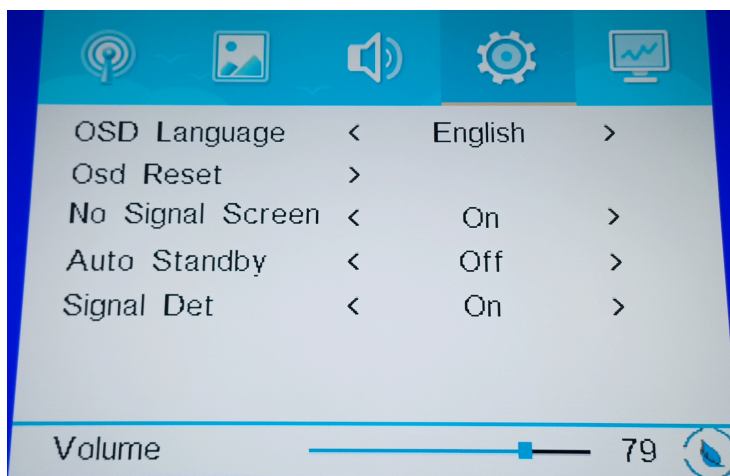 OSD Language < English >
Osd Reset >
No Signal Screen < On >
Auto Standby < Off >
Signal Det < On >
Volume 79